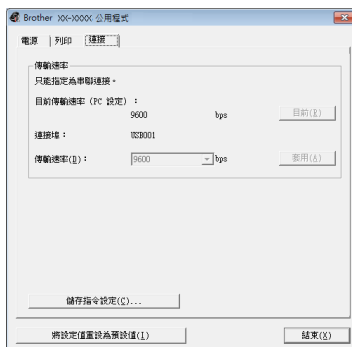 Brother XX-XXXX 公用程式
電源 列印 連接
傳輸速率
只能指定為串聯連接。
目前傳輸速率 (PC 設定) :
9600 bps 目前(R)
連接埠: USB001
傳輸速率(D): 9600 bps 套用(A)
儲存指令設定(C)...
將設定值重設為預設值(I) 結束(X)